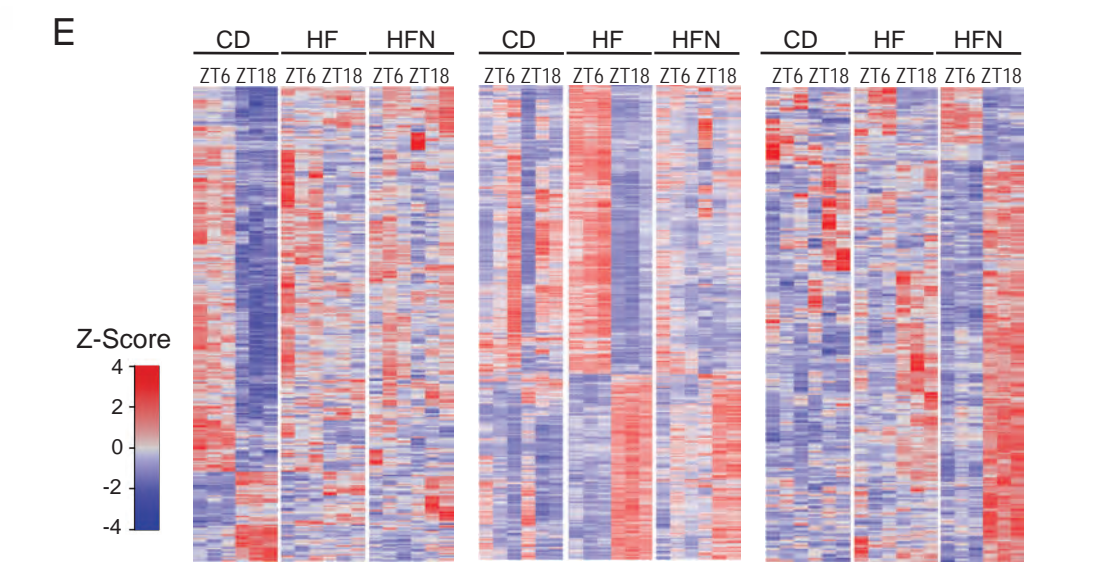 E
CD HF HFN CD HF HFN CD HF HFN
ZT6 ZT18 ZT6 ZT18 ZT6 ZT18 ZT6 ZT18 ZT6 ZT18 ZT6 ZT18 ZT6 ZT18 ZT6 ZT18 ZT6 ZT18
Z-Score
4
2
0
-2
-4